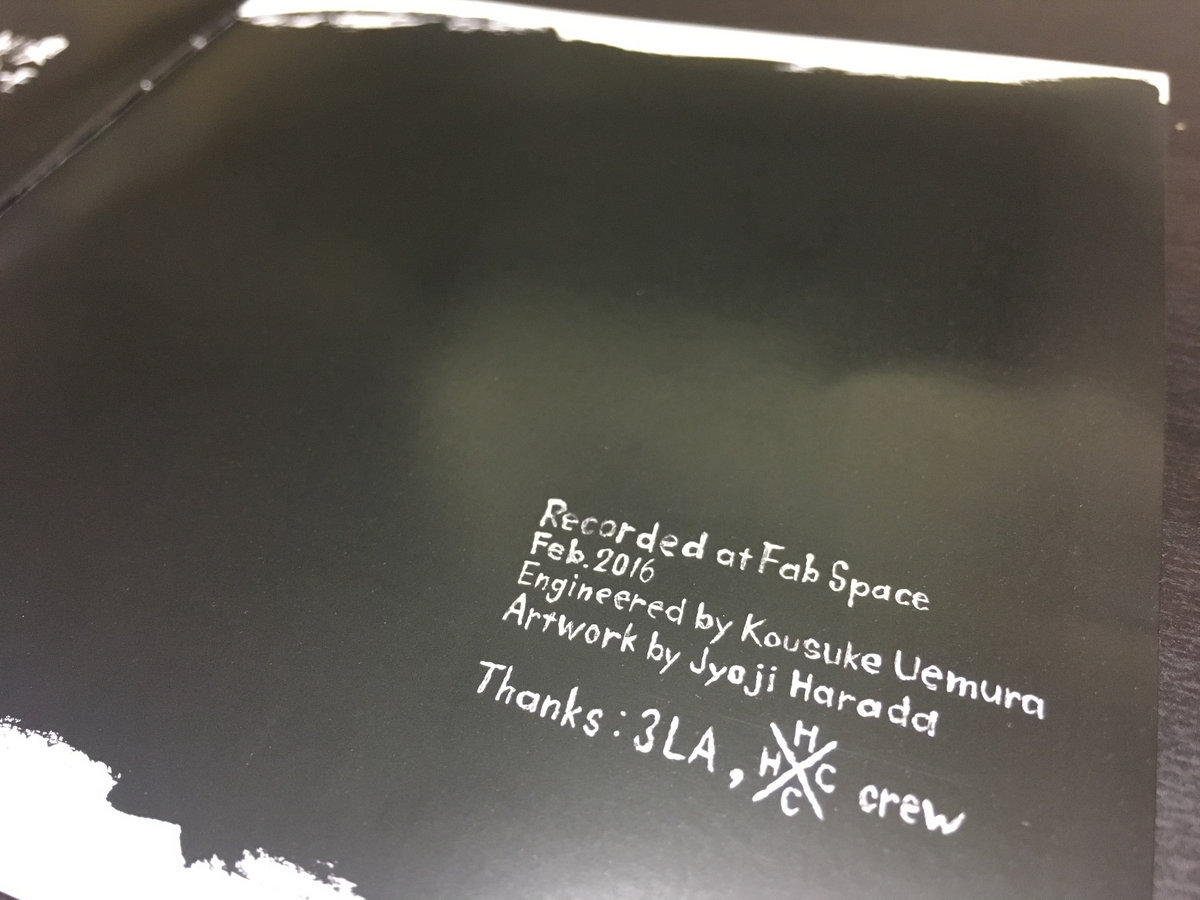 Recorded at Fab Space
Feb. 2016
Engineered by Kousuke Uemura
Artwork by Jyoji Harada
Thanks : 3LA, HHCC crew